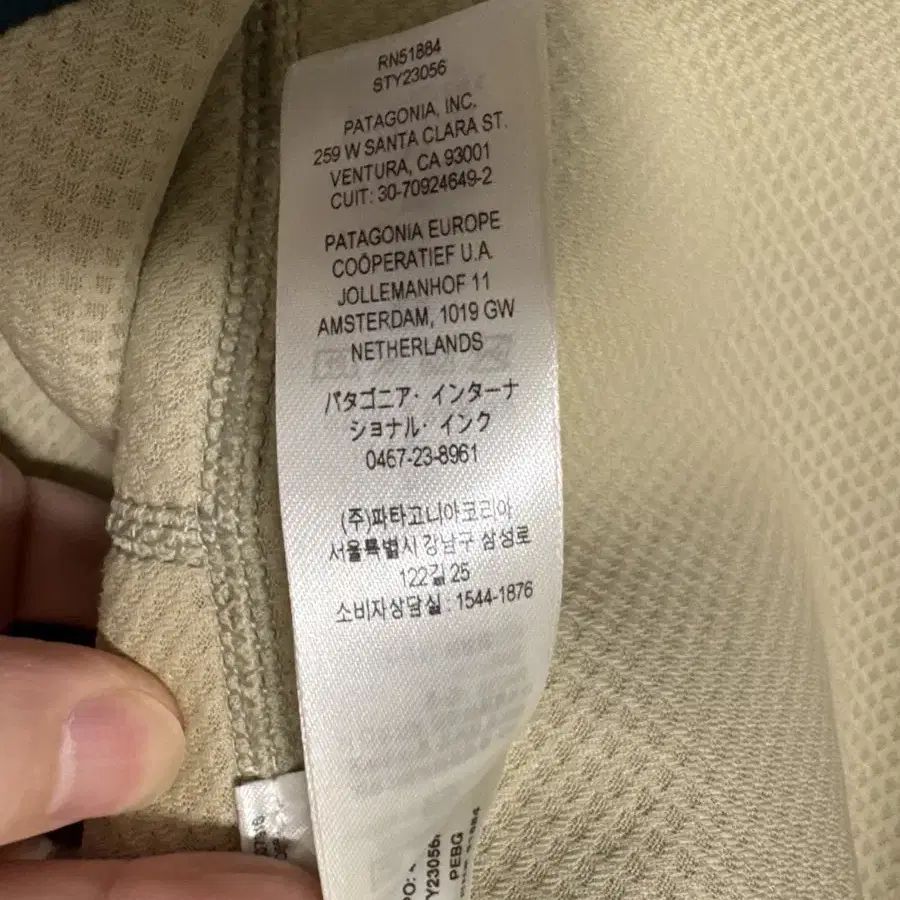 RN51884
STY23056
PATAGONIA, INC.
259 W SANTA CLARA ST.
VENTURA, CA 93001
CUIT: 30-70924649-2
PATAGONIA EUROPE
COÖPERATIEF U.A.
JOLLEMANHOF 11
AMSTERDAM, 1019 GW
NETHERLANDS
パタゴニア・インターナ
ショナル・インク
0467-23-8961
(주)파타고니아코리아
서울특별시 강남구 삼성로
122길 25
소비자상담실 : 1544-1876
PO:
Y23056
PEBG
51884